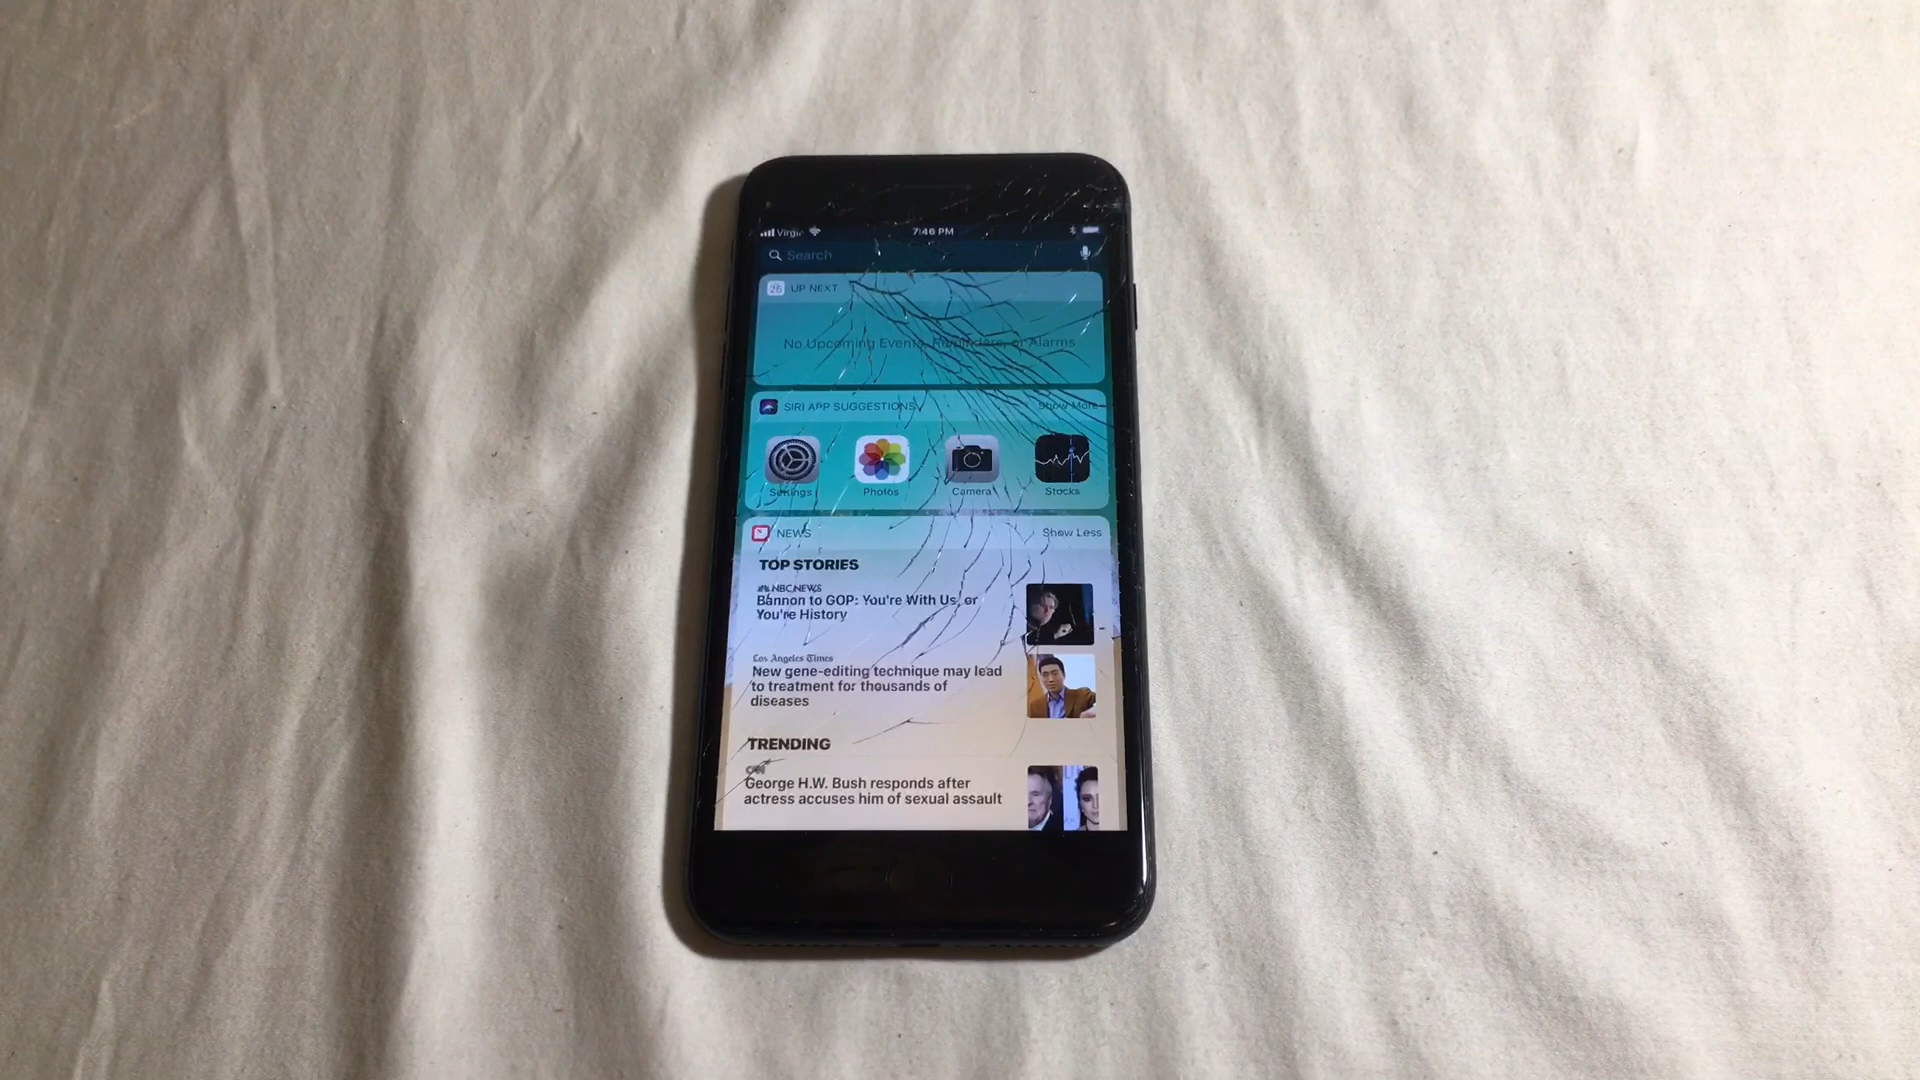 Virgin 7:46 PM
Search
26 UP NEXT
No Upcoming Events, Reminders, or Alarms
SIRI APP SUGGESTIONS Show More
Settings Photos Camera Stocks
NEWS Show Less
TOP STORIES
NBC NEWS
Bannon to GOP: You're With Us, or
You're History
Los Angeles Times
New gene-editing technique may lead
to treatment for thousands of
diseases
TRENDING
CNN
George H.W. Bush responds after
actress accuses him of sexual assault